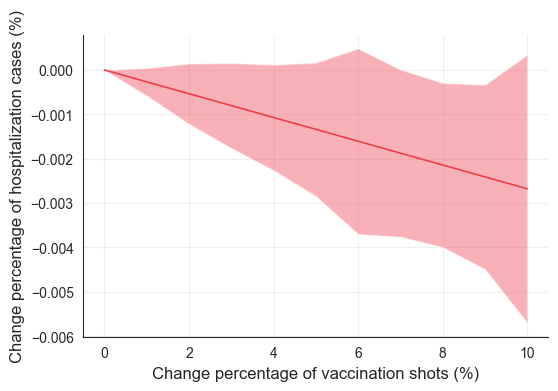 Change percentage of hospitalization cases (%)
0.000
−0.001
−0.002
−0.003
−0.004
−0.005
−0.006
0 2 4 6 8 10
Change percentage of vaccination shots (%)